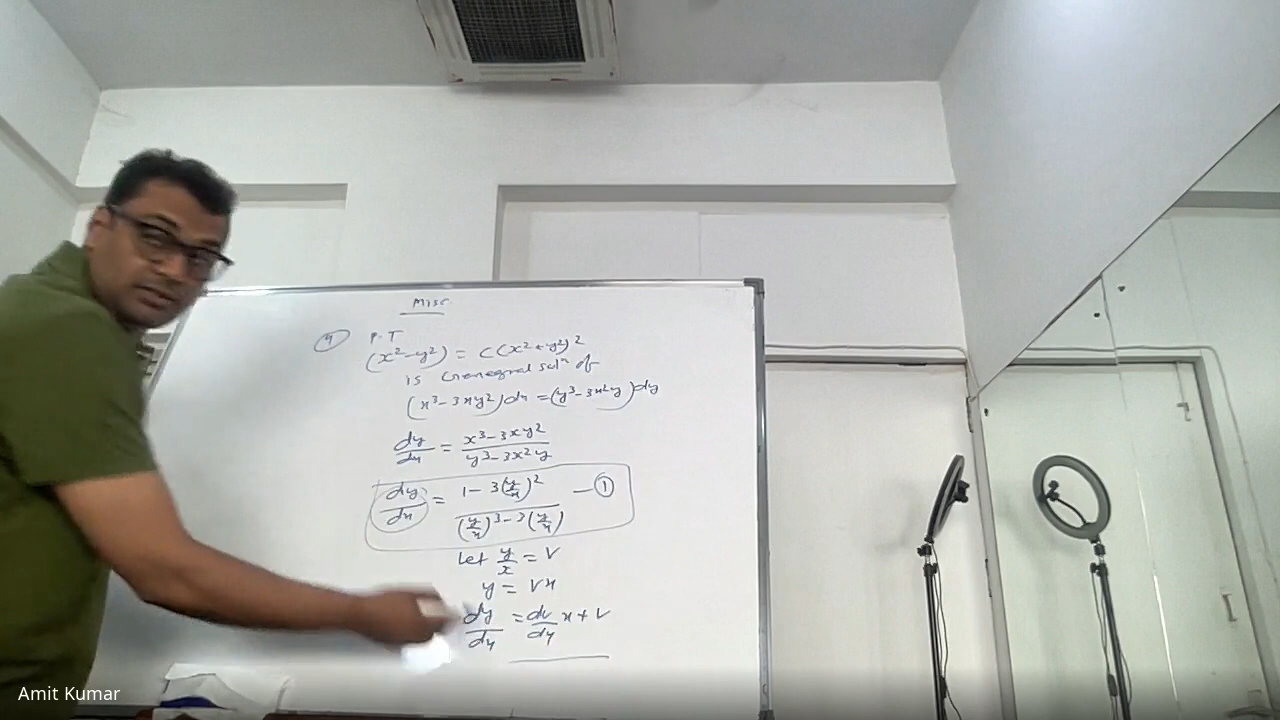 Misc
4 P.T
(x²-y²) = C(x²+y²)²
is General solⁿ of
(x³-3xy²)dx = (y³-3x²y)dy
dy/dx = x³-3xy² / y³-3x²y
dy/dx = 1-3(y/x)² / (y/x)³-3(y/x) — ①
Let y/x = V
y = Vx
dy/dx = dv/dx x + V
Amit Kumar